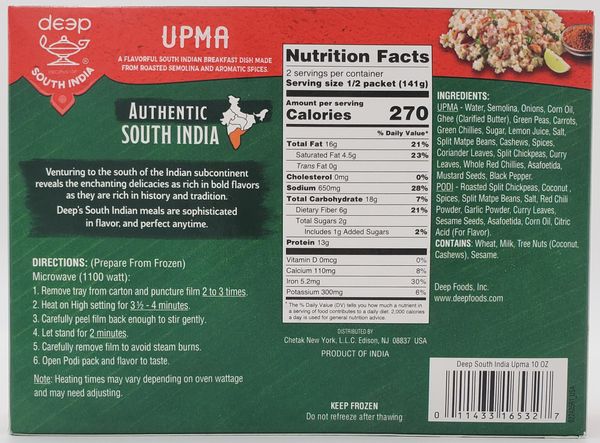 deep
SOUTH INDIA
®
UPMA
A FLAVORFUL SOUTH INDIAN BREAKFAST DISH MADE
FROM ROASTED SEMOLINA AND AROMATIC SPICES.
AUTHENTIC
SOUTH INDIA
Venturing to the south of the Indian subcontinent
reveals the enchanting delicacies as rich in bold flavors
as they are rich in history and tradition.
Deep's South Indian meals are sophisticated
in flavor, and perfect anytime.
DIRECTIONS: (Prepare From Frozen)
Microwave (1100 watt):
1. Remove tray from carton and puncture film 2 to 3 times.
2. Heat on High setting for 3 ½ - 4 minutes.
3. Carefully peel film back enough to stir gently.
4. Let stand for 2 minutes.
5. Carefully remove film to avoid steam burns.
6. Open Podi pack and flavor to taste.
Note: Heating times may vary depending on oven wattage
and may need adjusting.
Nutrition Facts
2 servings per container
Serving size 1/2 packet (141g)
Amount per serving
Calories 270
% Daily Value*
Total Fat 16g 21%
Saturated Fat 4.5g 23%
Trans Fat 0g
Cholesterol 0mg 0%
Sodium 650mg 28%
Total Carbohydrate 18g 7%
Dietary Fiber 6g 21%
Total Sugars 2g
Includes 1g Added Sugars 2%
Protein 13g
Vitamin D 0mcg 0%
Calcium 110mg 8%
Iron 5.2mg 30%
Potassium 300mg 6%
* The % Daily Value (DV) tells you how much a nutrient in
a serving of food contributes to a daily diet. 2,000 calories
a day is used for general nutrition advice.
DISTRIBUTED BY
Chetak New York, L.L.C. Edison, NJ 08837 USA
PRODUCT OF INDIA
KEEP FROZEN
Do not refreeze after thawing
INGREDIENTS:
UPMA - Water, Semolina, Onions, Corn Oil,
Ghee (Clarified Butter), Green Peas, Carrots,
Green Chillies, Sugar, Lemon Juice, Salt,
Split Matpe Beans, Cashews, Spices,
Coriander Leaves, Split Chickpeas, Curry
Leaves, Whole Red Chillies, Asafoetida,
Mustard Seeds, Black Pepper.
PODI - Roasted Split Chickpeas, Coconut ,
Spices, Split Matpe Beans, Salt, Red Chili
Powder, Garlic Powder, Curry Leaves,
Sesame Seeds, Asafoetida, Corn Oil, Citric
Acid (For Flavor).
CONTAINS: Wheat, Milk, Tree Nuts (Coconut,
Cashews), Sesame.
Deep Foods, Inc.
www.deepfoods.com
Deep South India Upma 10 OZ
0 11433 16532 7